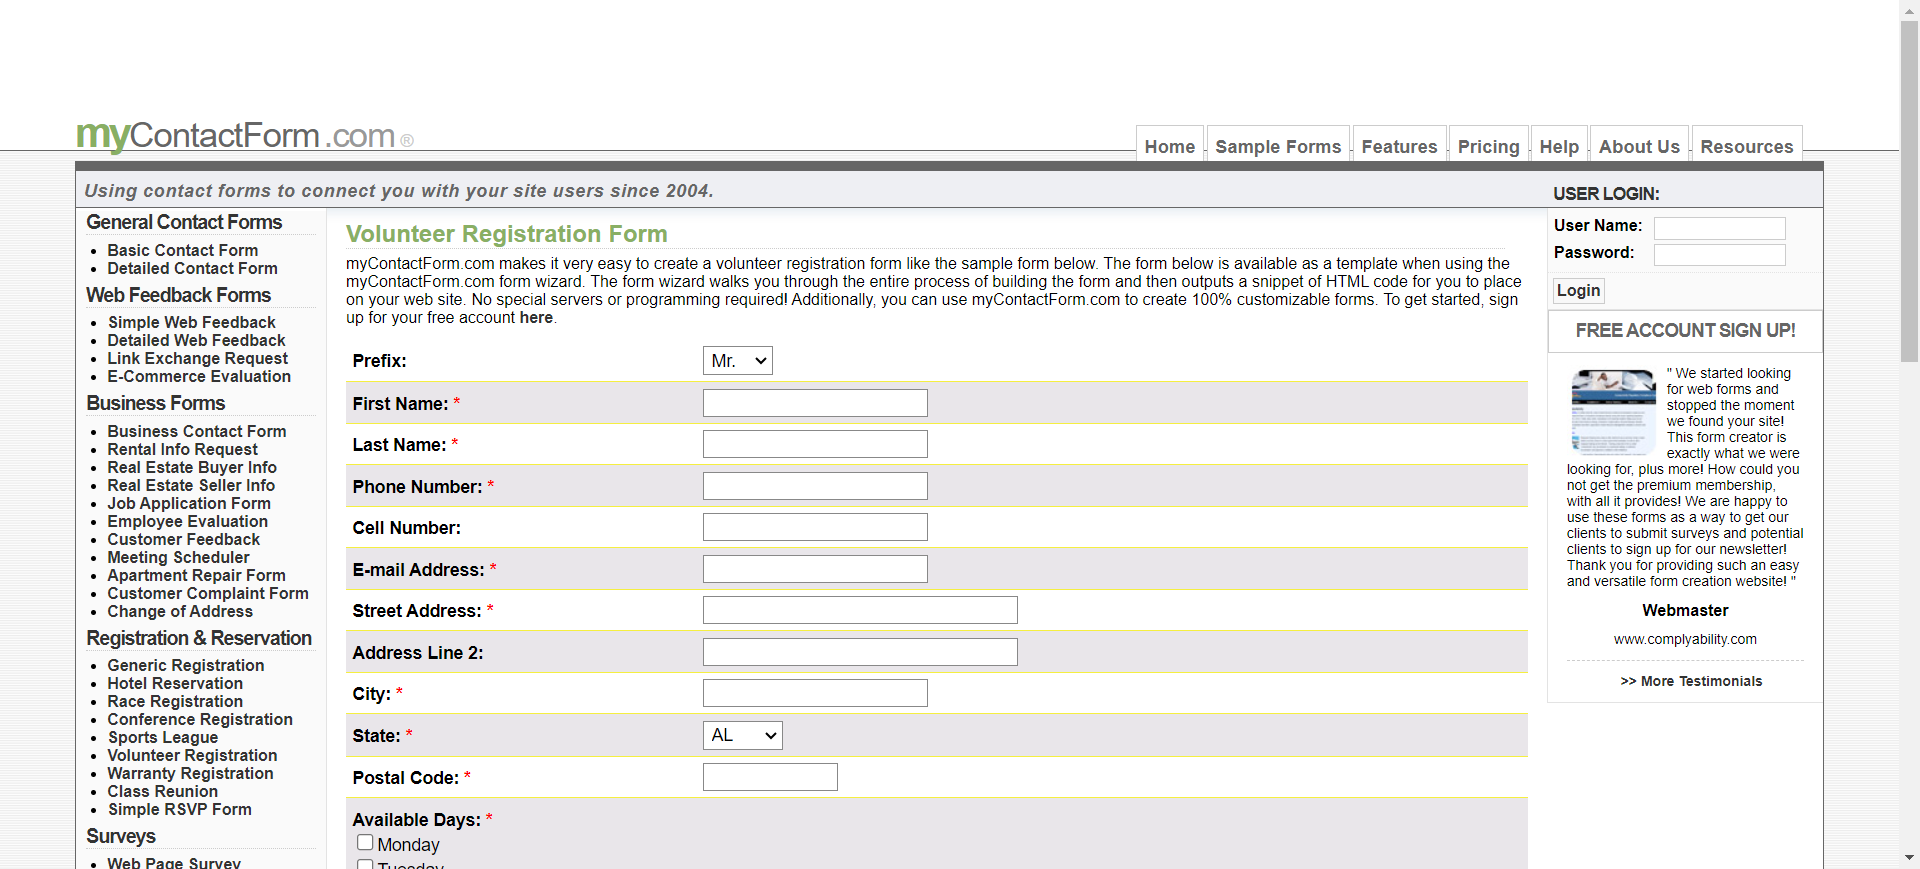 myContactForm.com®
Home
Sample Forms
Features
Pricing
Help
About Us
Resources
Using contact forms to connect you with your site users since 2004.
General Contact Forms
Basic Contact Form
Detailed Contact Form
Web Feedback Forms
Simple Web Feedback
Detailed Web Feedback
Link Exchange Request
E-Commerce Evaluation
Business Forms
Business Contact Form
Rental Info Request
Real Estate Buyer Info
Real Estate Seller Info
Job Application Form
Employee Evaluation
Customer Feedback
Meeting Scheduler
Apartment Repair Form
Customer Complaint Form
Change of Address
Registration & Reservation
Generic Registration
Hotel Reservation
Race Registration
Conference Registration
Sports League
Volunteer Registration
Warranty Registration
Class Reunion
Simple RSVP Form
Surveys
Web Page Survey
Volunteer Registration Form
myContactForm.com makes it very easy to create a volunteer registration form like the sample form below. The form below is available as a template when using the
myContactForm.com form wizard. The form wizard walks you through the entire process of building the form and then outputs a snippet of HTML code for you to place
on your web site. No special servers or programming required! Additionally, you can use myContactForm.com to create 100% customizable forms. To get started, sign
up for your free account here.
Prefix: Mr.
First Name: *
Last Name: *
Phone Number: *
Cell Number:
E-mail Address: *
Street Address: *
Address Line 2:
City: *
State: * AL
Postal Code: *
Available Days: *
Monday
Tuesday
USER LOGIN:
User Name:
Password:
Login
FREE ACCOUNT SIGN UP!
" We started looking
for web forms and
stopped the moment
we found your site!
This form creator is
exactly what we were
looking for, plus more! How could you
not get the premium membership,
with all it provides! We are happy to
use these forms as a way to get our
clients to submit surveys and potential
clients to sign up for our newsletter!
Thank you for providing such an easy
and versatile form creation website! "
Webmaster
www.complyability.com
>> More Testimonials